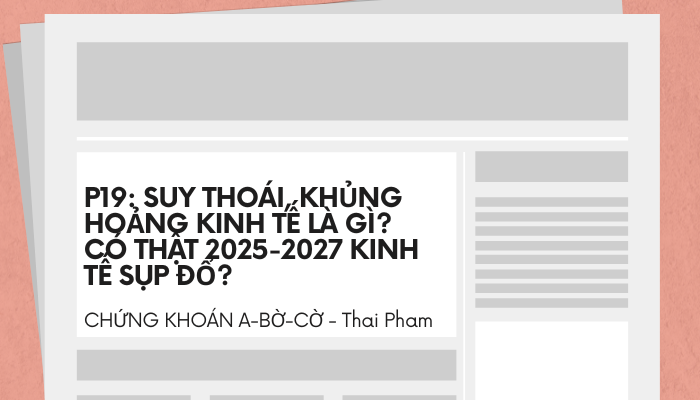 P19: SUY THOÁI, KHỦNG
HOẢNG KINH TẾ LÀ GÌ?
CÓ THẬT 2025-2027 KINH
TẾ SỤP ĐỔ?
CHỨNG KHOÁN A-BỜ-CỜ - Thai Pham